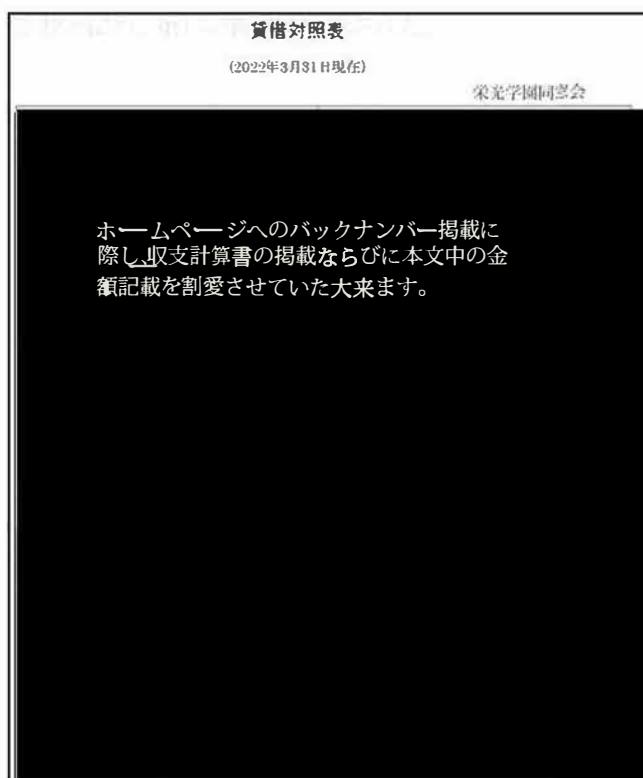 貸借対照表
(2022年3月31日現在)
栄光学園同窓会
ホームページへのバックナンバー掲載に
際し、収支計算書の掲載ならびに本文中の金
額記載を割愛させていた大来ます。